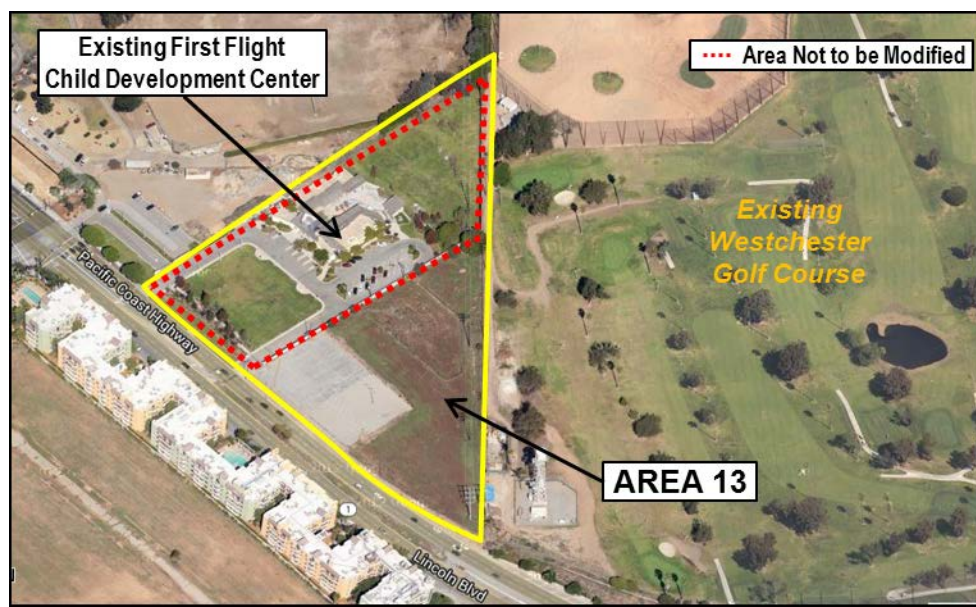 Existing First Flight
Child Development Center
Area Not to be Modified
Existing
Westchester
Golf Course
Pacific Coast Highway
AREA 13
1
Lincoln Blvd